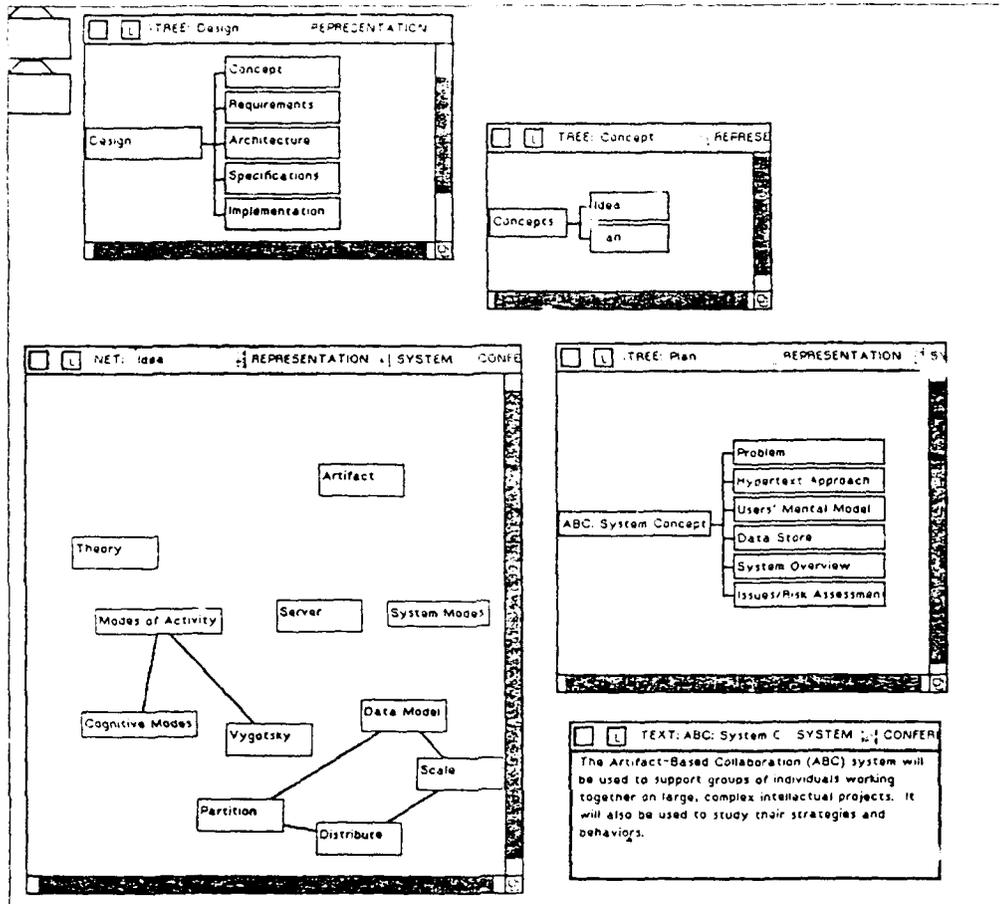 L TREE: Design REPRESENTATION
Concept
Requirements
Design
Architecture
Specifications
Implementation
L TREE: Concept
Idea
Concepts
an
L NET: Idea REPRESENTATION SYSTEM CONFE
Artifact
Theory
Server
System Modes
Modes of Activity
Cognitive Modes
Data Model
Vygotsky
Scale
Partition
Distribute
L TREE: Plan REPRESENTATION
Problem
Hypertext Approach
Users' Mental Model
ABC: System Concept
Data Store
System Overview
Issues/Risk Assessmen
L TEXT: ABC: System C SYSTEM CONFER
The Artifact-Based Collaboration (ABC) system will
be used to support groups of individuals working
together on large, complex intellectual projects. It
will also be used to study their strategies and
behaviors.